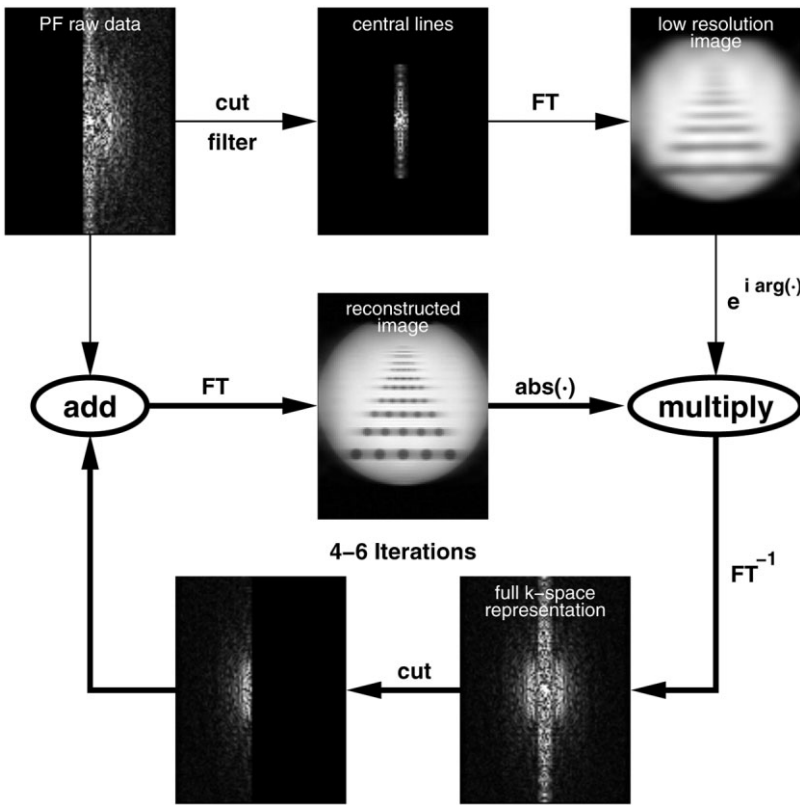 PF raw data
cut
filter
central lines
FT
low resolution
image
e^{i arg(·)}
add
FT
reconstructed
image
abs(·)
multiply
4−6 Iterations
FT^{−1}
full k−space
representation
cut